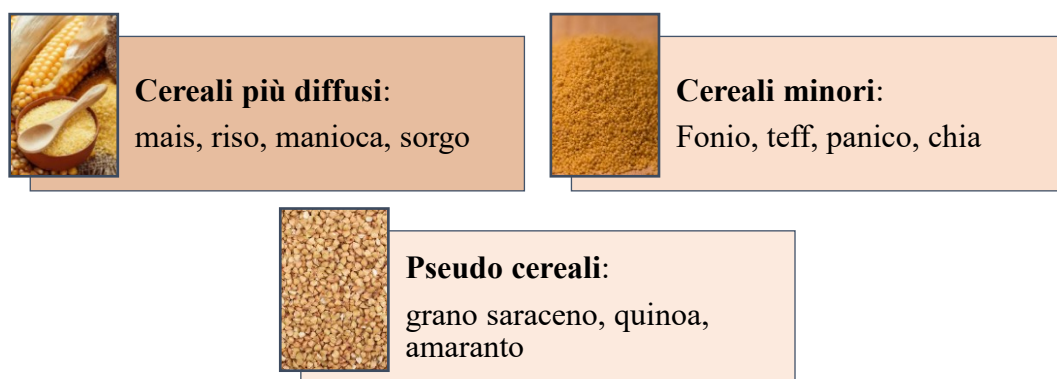 Cereali più diffusi:
mais, riso, manioca, sorgo
Cereali minori:
Fonio, teff, panico, chia
Pseudo cereali:
grano saraceno, quinoa,
amaranto